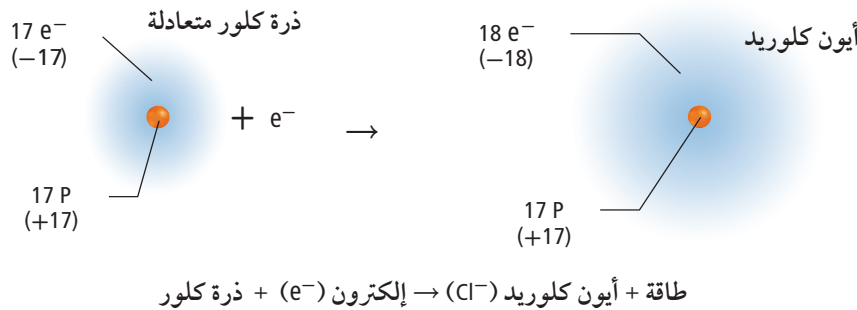 ذرة كلور متعادلة
17 e⁻
(−17)
17 P
(+17)
+ e⁻
→
أيون كلوريد
18 e⁻
(−18)
17 P
(+17)
ذرة كلور + إلكترون (e⁻) → أيون كلوريد (Cl⁻) + طاقة